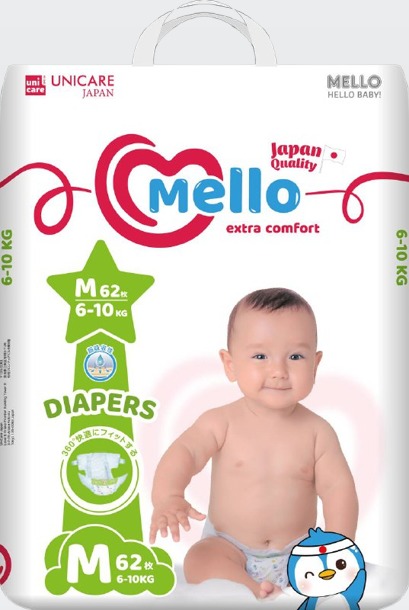 uni
care
UNICARE
JAPAN
MELLO
HELLO BABY!
Japan
Quality
Mello
extra comfort
6-10 KG
6-10 KG
M 62枚
6-10 KG
DIAPERS
360°快適にフィットする
M 62枚
6-10KG